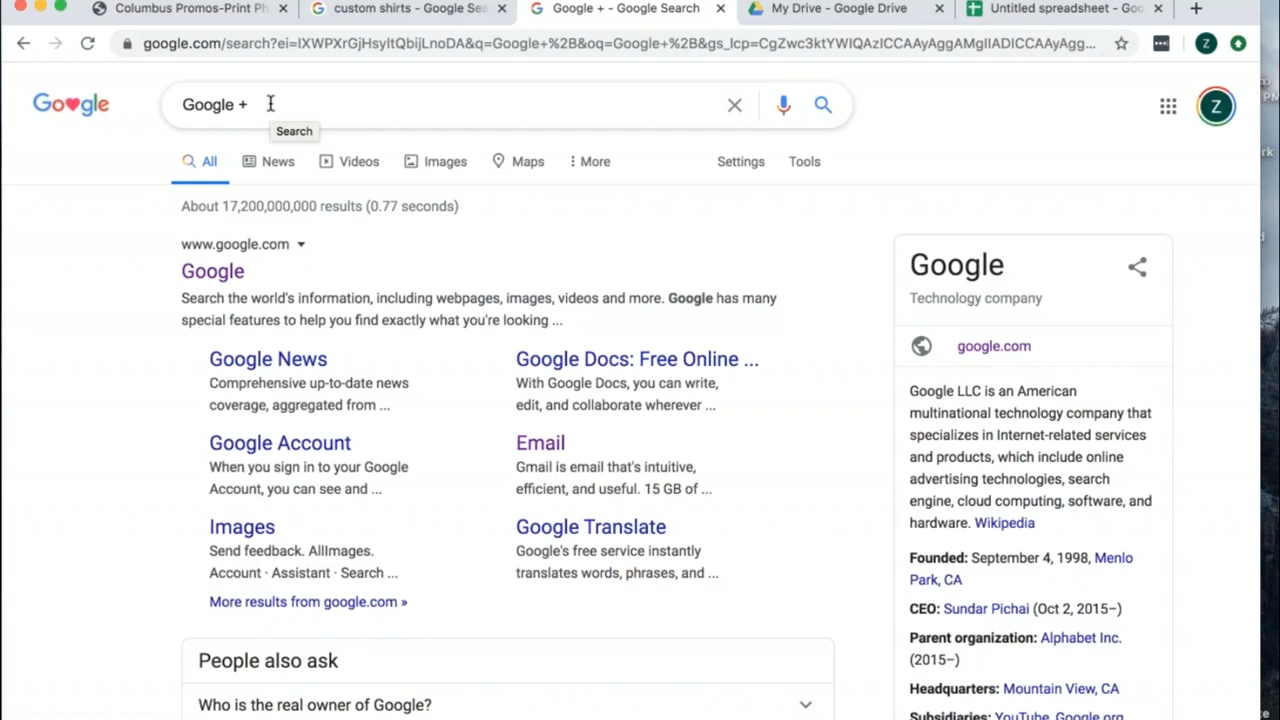 Columbus Promos-Print Ph
custom shirts - Google Sea
Google + - Google Search
My Drive - Google Drive
Untitled spreadsheet - Goo
google.com/search?ei=IXWPXrGjHsyItQbijLnoDA&q=Google+%2B&oq=Google+%2B&gs_lcp=CgZwc3ktYWIQAzICCAAyAggAMgIIADICCAAyAgg...
Z
Google
Google +
Z
Search
All
News
Videos
Images
Maps
More
Settings
Tools
About 17,200,000,000 results (0.77 seconds)
www.google.com
Google
Search the world's information, including webpages, images, videos and more. Google has many
special features to help you find exactly what you're looking ...
Google News
Comprehensive up-to-date news
coverage, aggregated from ...
Google Docs: Free Online ...
With Google Docs, you can write,
edit, and collaborate wherever ...
Google Account
When you sign in to your Google
Account, you can see and ...
Email
Gmail is email that's intuitive,
efficient, and useful. 15 GB of ...
Images
Send feedback. AllImages.
Account · Assistant · Search ...
Google Translate
Google's free service instantly
translates words, phrases, and ...
More results from google.com »
People also ask
Who is the real owner of Google?
Google
Technology company
google.com
Google LLC is an American
multinational technology company that
specializes in Internet-related services
and products, which include online
advertising technologies, search
engine, cloud computing, software, and
hardware. Wikipedia
Founded: September 4, 1998, Menlo
Park, CA
CEO: Sundar Pichai (Oct 2, 2015–)
Parent organization: Alphabet Inc.
(2015–)
Headquarters: Mountain View, CA
Subsidiaries: YouTube, Google.org